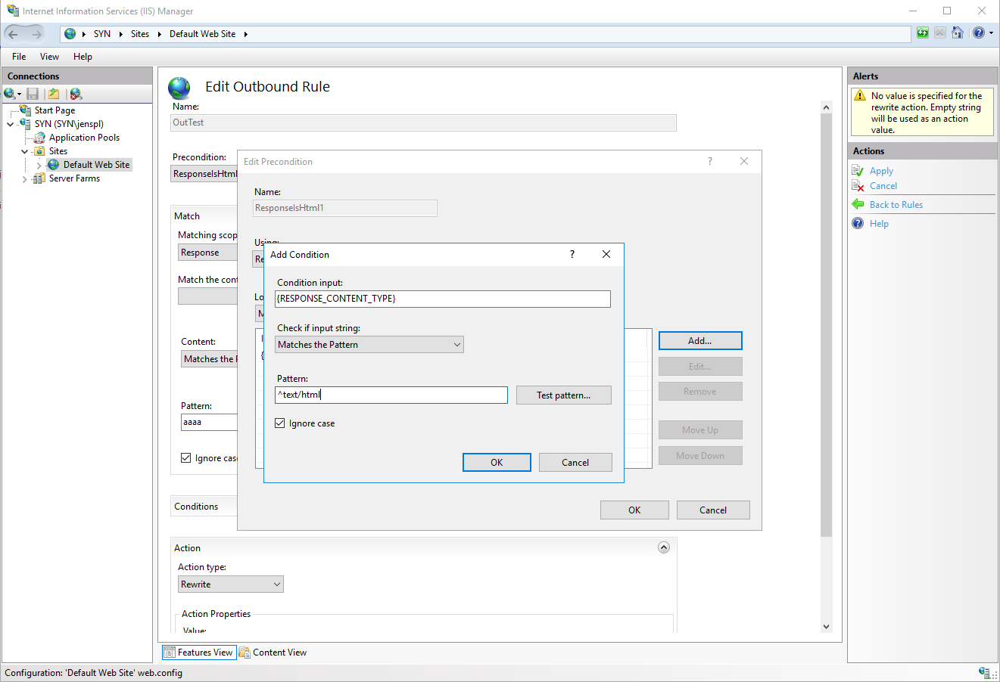 Internet Information Services (IIS) Manager
SYN
Sites
Default Web Site
File
View
Help
Connections
Start Page
SYN (SYN\jenspl)
Application Pools
Sites
Default Web Site
Server Farms
Edit Outbound Rule
Name:
OutTest
Precondition:
ResponseIsHtml
Match
Matching scop
Response
Match the cont
Content:
Matches the
Pattern:
aaaa
Ignore cas
Conditions
Action
Action type:
Rewrite
Action Properties
Value:
Edit Precondition
?
Name:
ResponseIsHtml1
Using:
Re
Lo
M
{
Add...
Edit...
Remove
Move Up
Move Down
OK
Cancel
Add Condition
?
Condition input:
{RESPONSE_CONTENT_TYPE}
Check if input string:
Matches the Pattern
Pattern:
^text/html
Test pattern...
Ignore case
OK
Cancel
Features View
Content View
Alerts
No value is specified for the
rewrite action. Empty string
will be used as an action
value.
Actions
Apply
Cancel
Back to Rules
Help
Configuration: 'Default Web Site' web.config